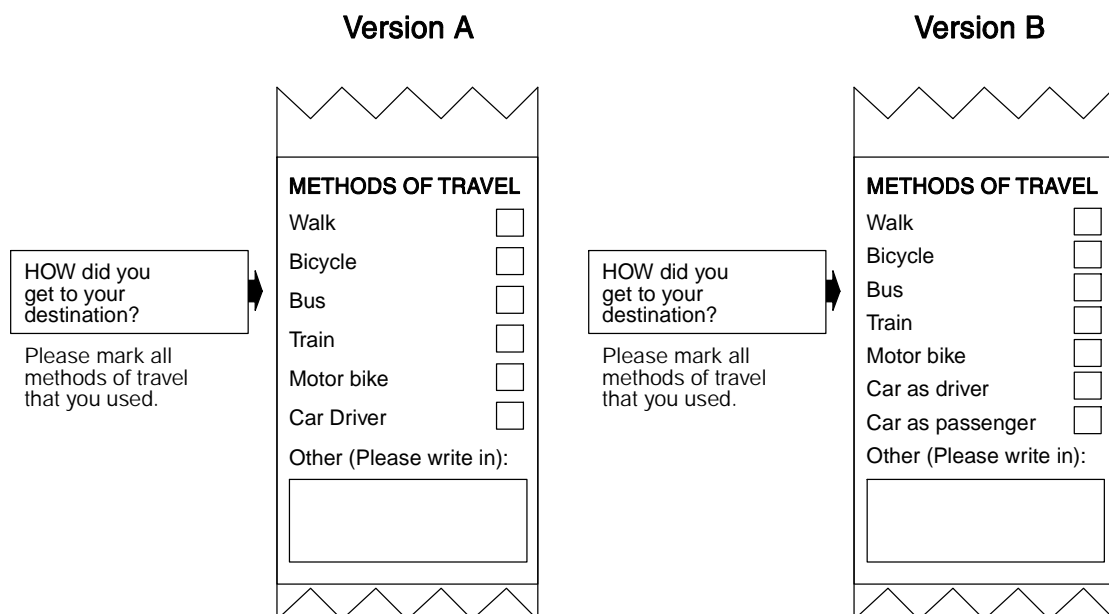 Version A
METHODS OF TRAVEL
Walk
Bicycle
Bus
Train
Motor bike
Car Driver
Other (Please write in):
HOW did you
get to your
destination?
Please mark all
methods of travel
that you used.
Version B
METHODS OF TRAVEL
Walk
Bicycle
Bus
Train
Motor bike
Car as driver
Car as passenger
Other (Please write in):
HOW did you
get to your
destination?
Please mark all
methods of travel
that you used.